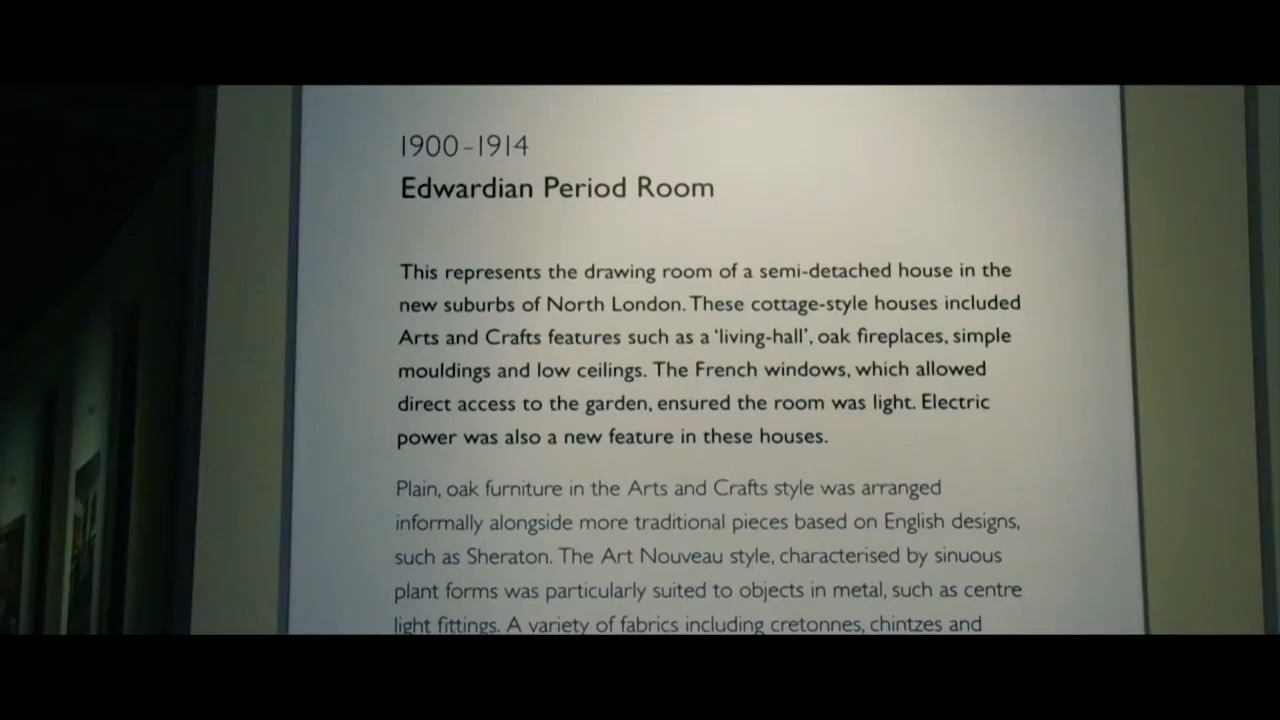 1900-1914
Edwardian Period Room
This represents the drawing room of a semi-detached house in the
new suburbs of North London. These cottage-style houses included
Arts and Crafts features such as a 'living-hall', oak fireplaces, simple
mouldings and low ceilings. The French windows, which allowed
direct access to the garden, ensured the room was light. Electric
power was also a new feature in these houses.
Plain, oak furniture in the Arts and Crafts style was arranged
informally alongside more traditional pieces based on English designs,
such as Sheraton. The Art Nouveau style, characterised by sinuous
plant forms was particularly suited to objects in metal, such as centre
light fittings. A variety of fabrics including cretonnes, chintzes and